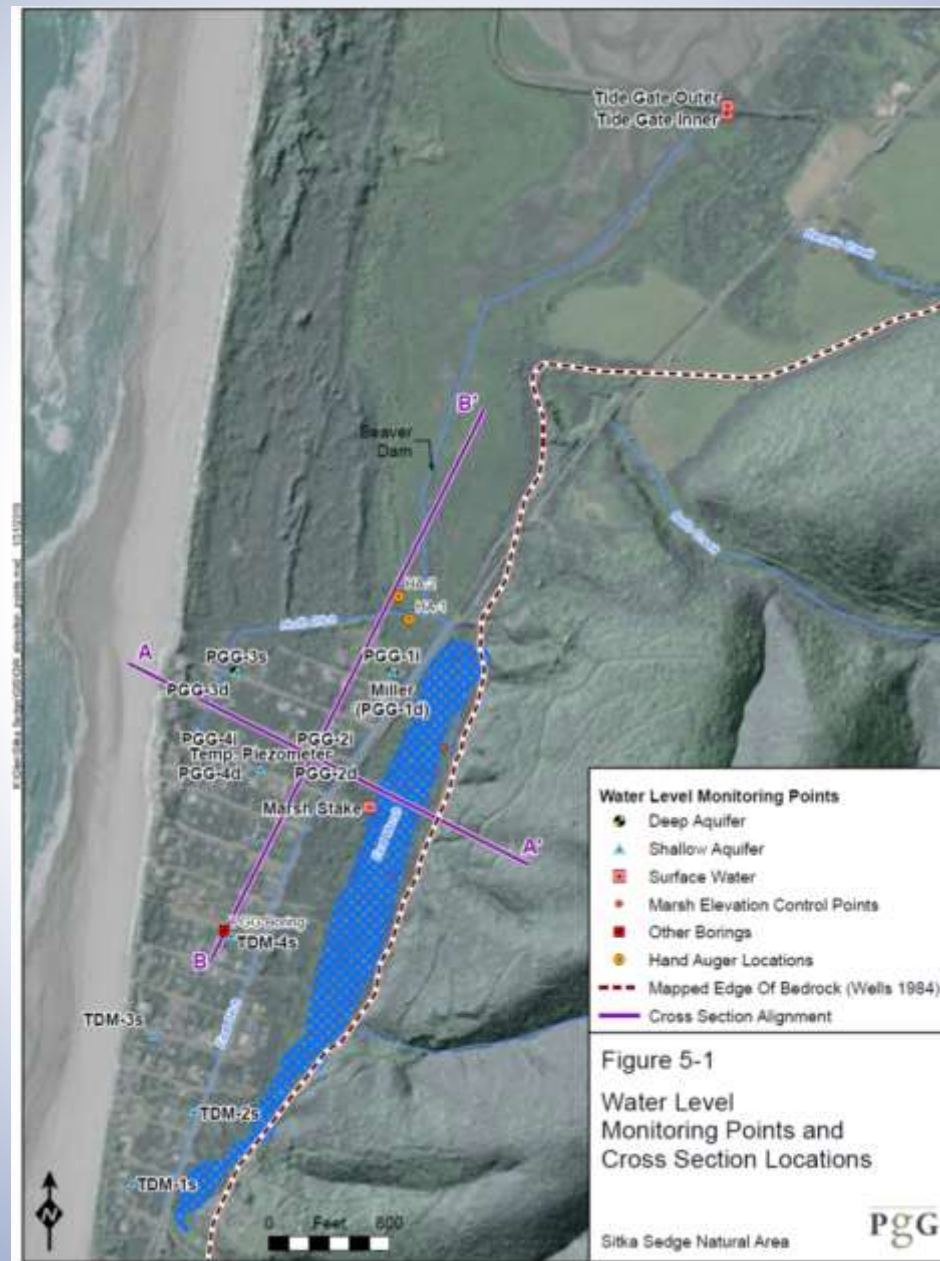 Tide Gate Outer
Tide Gate Inner
B'
Beaver
Dam
HA-2
HA-1
A
PGG-3s
PGG-1i
PGG-3d
Miller
(PGG-1d)
PGG-4i
PGG-2i
Temp. Piezometer
PGG-4d
PGG-2d
Marsh Stake
A'
TDM-4s
B
TDM-3s
TDM-2s
TDM-1s
N
0 Feet 800
Water Level Monitoring Points
Deep Aquifer
Shallow Aquifer
Surface Water
Marsh Elevation Control Points
Other Borings
Hand Auger Locations
Mapped Edge Of Bedrock (Wells 1984)
Cross Section Alignment
Figure 5-1
Water Level
Monitoring Points and
Cross Section Locations
Sitka Sedge Natural Area
PgG